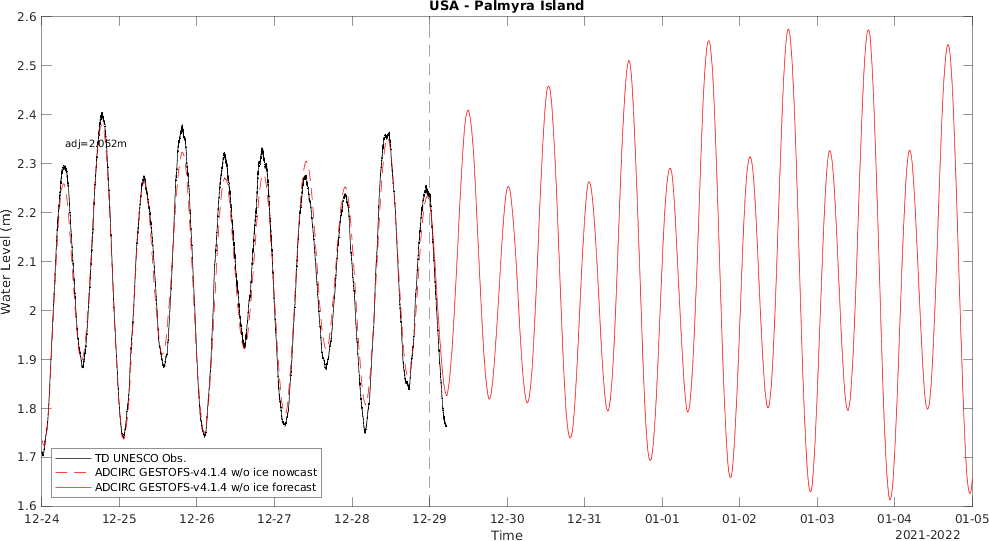 USA - Palmyra Island
2.6
2.5
2.4
2.3
2.2
2.1
2
1.9
1.8
1.7
1.6
Water Level (m)
adj=2.052m
TD UNESCO Obs.
ADCIRC GESTOFS-v4.1.4 w/o ice nowcast
ADCIRC GESTOFS-v4.1.4 w/o ice forecast
12-24 12-25 12-26 12-27 12-28 12-29 12-30 12-31 01-01 01-02 01-03 01-04 01-05
Time
2021-2022